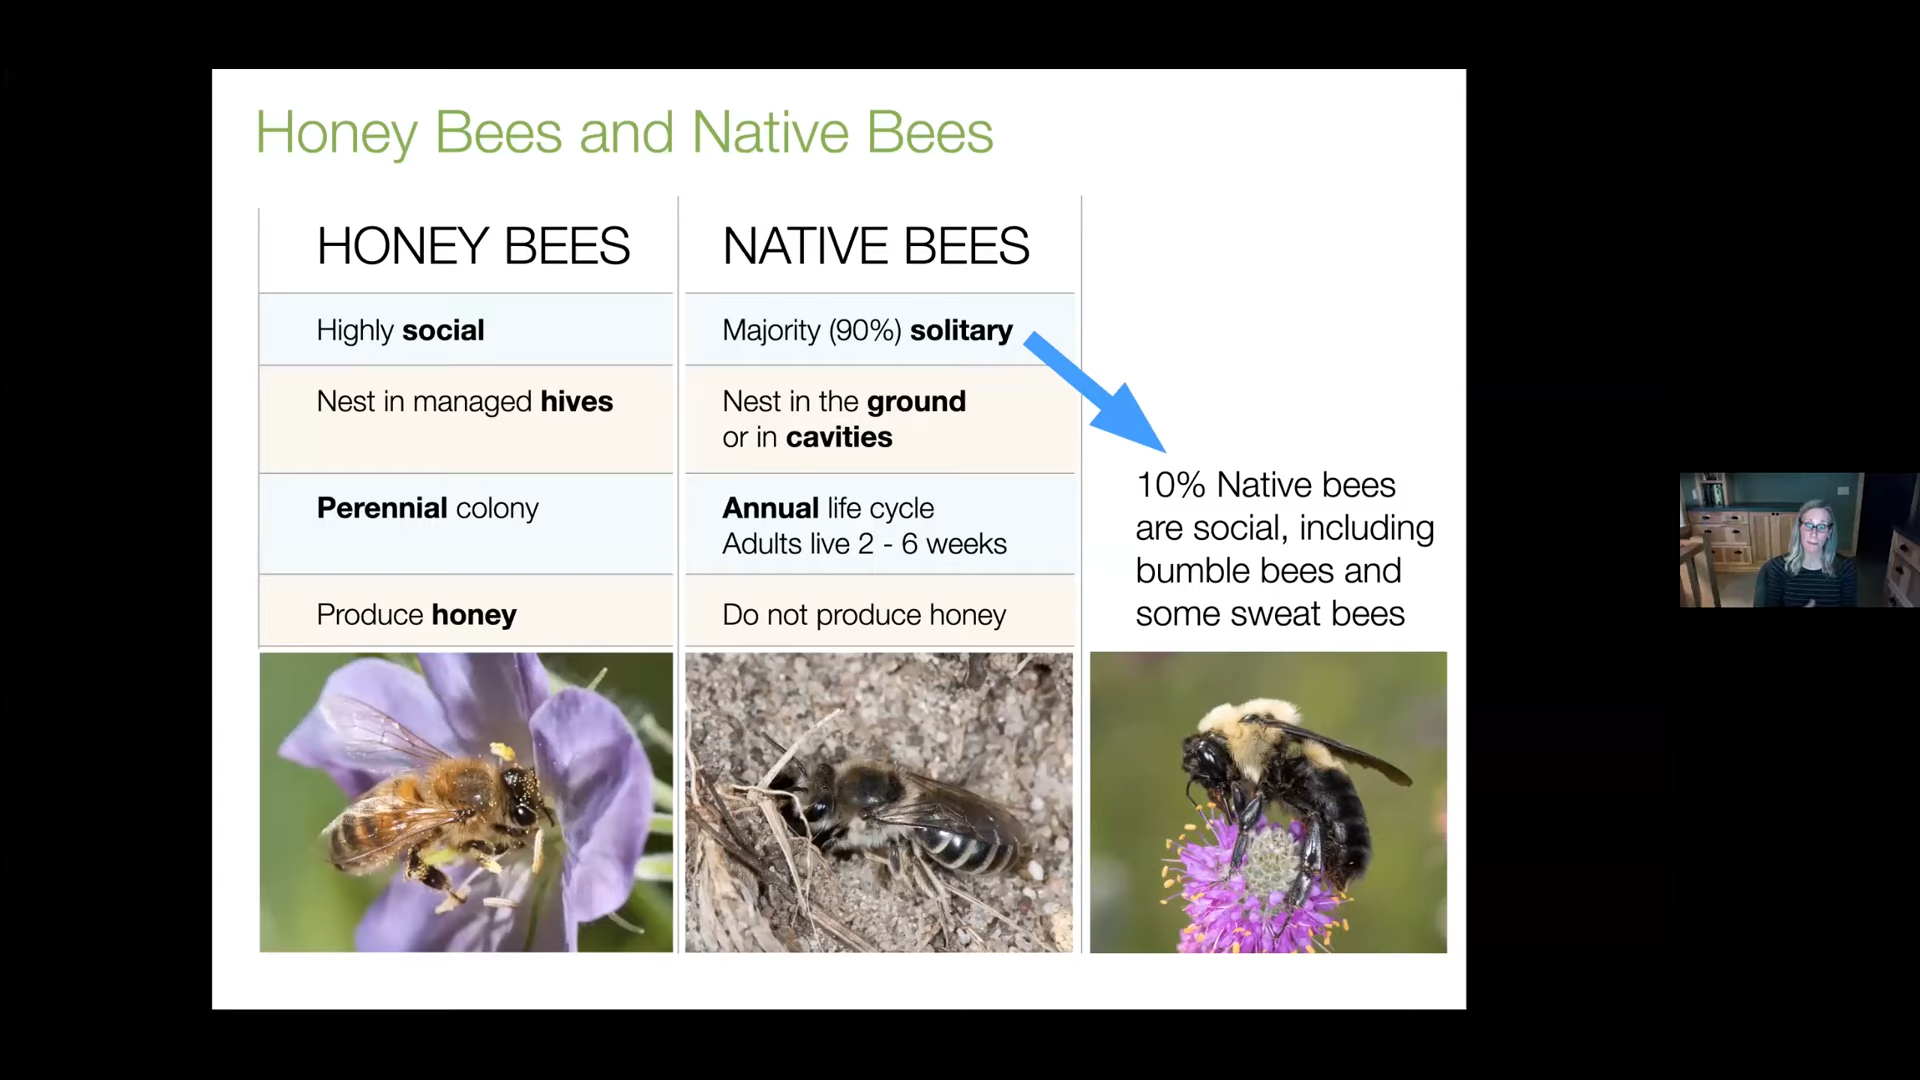 Honey Bees and Native Bees
HONEY BEES
NATIVE BEES
Highly social
Majority (90%) solitary
Nest in managed hives
Nest in the ground
or in cavities
Perennial colony
Annual life cycle
Adults live 2 - 6 weeks
Produce honey
Do not produce honey
10% Native bees
are social, including
bumble bees and
some sweat bees